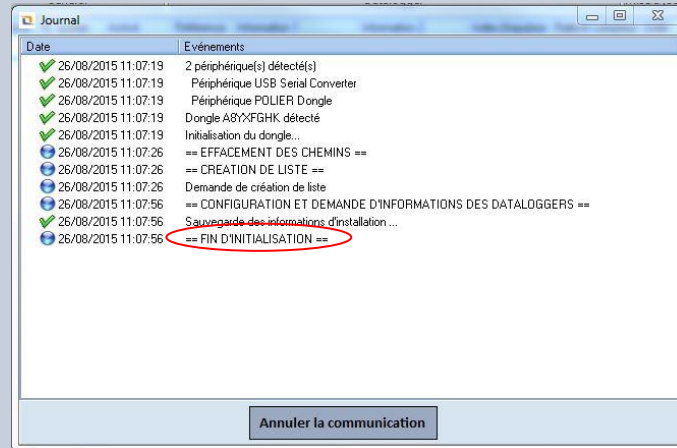 Journal
Date Evénements
26/08/2015 11:07:19 2 périphérique(s) détecté(s)
26/08/2015 11:07:19 Périphérique USB Serial Converter
26/08/2015 11:07:19 Périphérique POLIER Dongle
26/08/2015 11:07:19 Dongle A8YXFGHK détecté
26/08/2015 11:07:19 Initialisation du dongle...
26/08/2015 11:07:26 == EFFACEMENT DES CHEMINS ==
26/08/2015 11:07:26 == CREATION DE LISTE ==
26/08/2015 11:07:26 Demande de création de liste
26/08/2015 11:07:56 == CONFIGURATION ET DEMANDE D'INFORMATIONS DES DATALOGGERS ==
26/08/2015 11:07:56 Sauvegarde des informations d'installation ...
26/08/2015 11:07:56 == FIN D'INITIALISATION ==
Annuler la communication